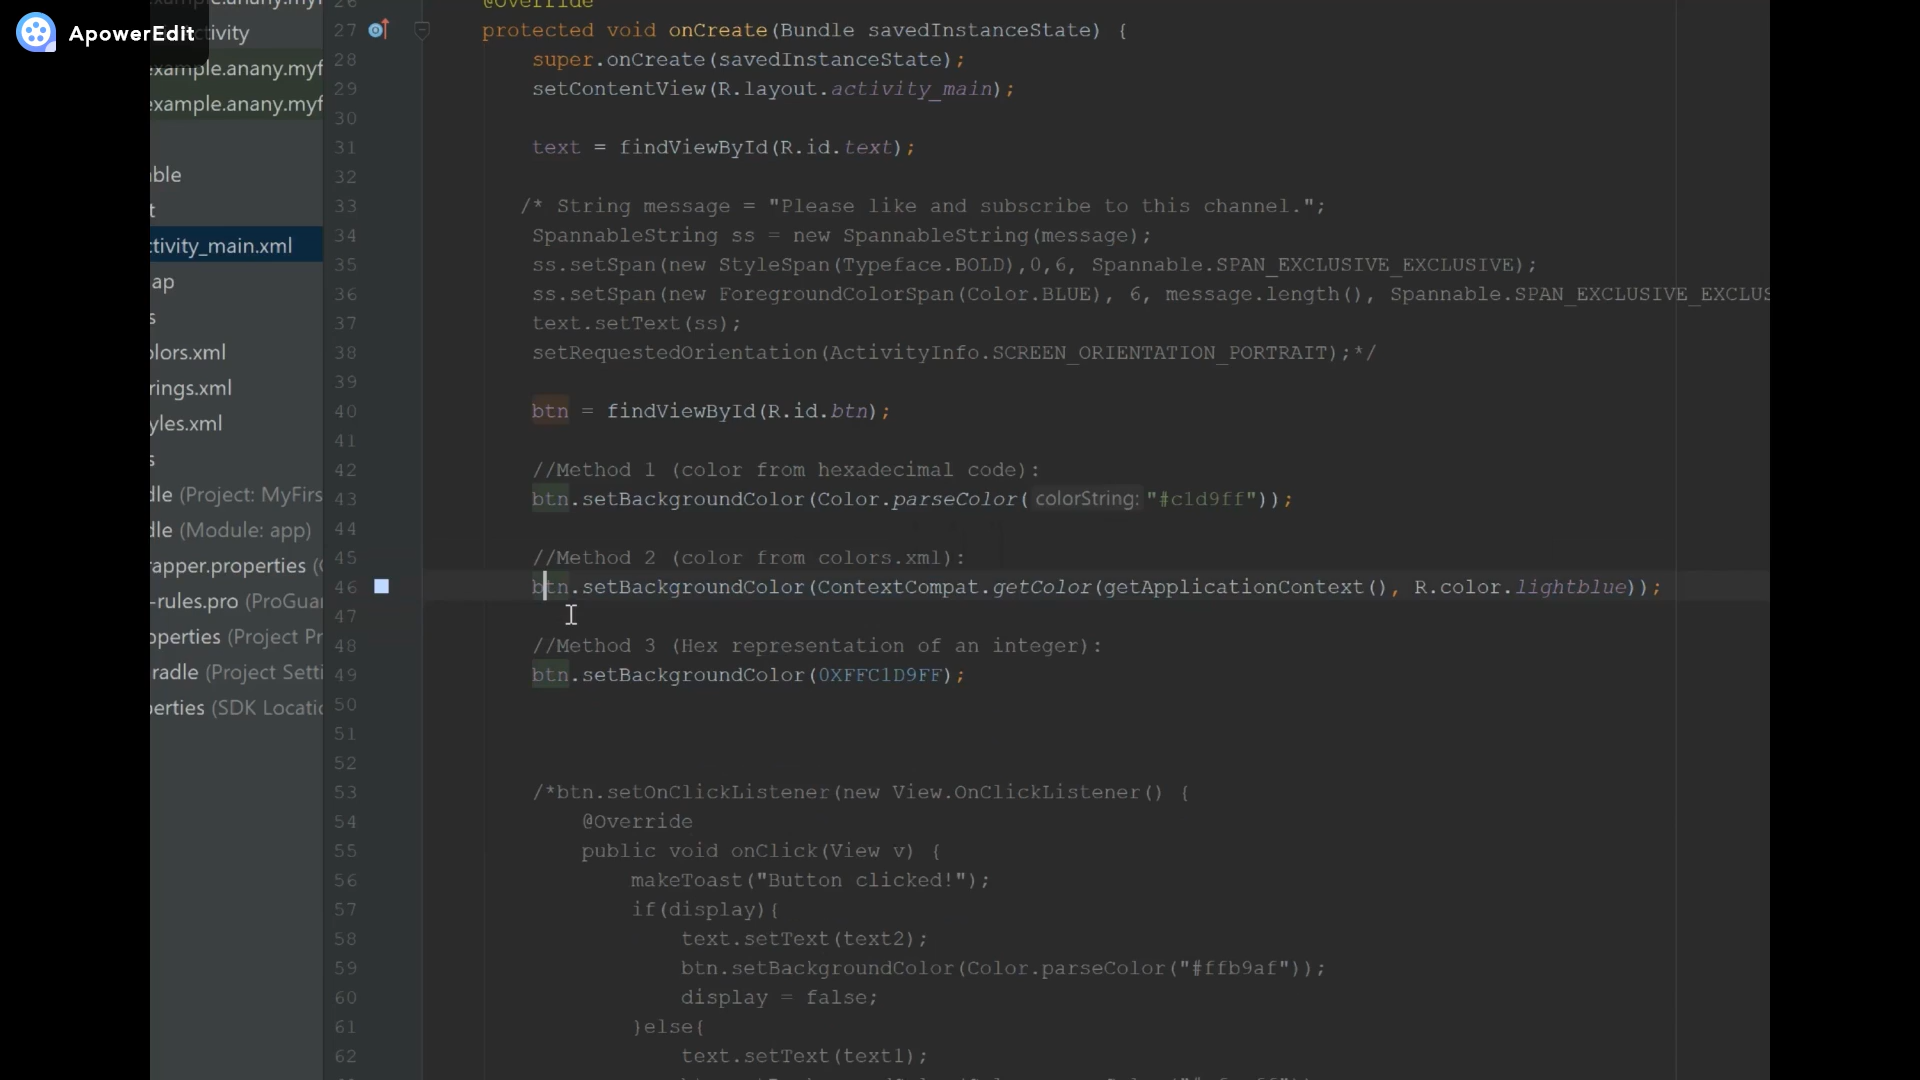 ApowerEdit
ctivity
example.anany.myf
example.anany.myf
ble
t
ctivity_main.xml
ap
s
olors.xml
rings.xml
yles.xml
s
dle (Project: MyFirs
dle (Module: app)
rapper.properties (
-rules.pro (ProGua
operties (Project Pr
radle (Project Setti
perties (SDK Locatio
26 @Override
27 protected void onCreate(Bundle savedInstanceState) {
28 super.onCreate(savedInstanceState);
29 setContentView(R.layout.activity_main);
30
31 text = findViewById(R.id.text);
32
33 /* String message = "Please like and subscribe to this channel.";
34 SpannableString ss = new SpannableString(message);
35 ss.setSpan(new StyleSpan(Typeface.BOLD),0,6, Spannable.SPAN_EXCLUSIVE_EXCLUSIVE);
36 ss.setSpan(new ForegroundColorSpan(Color.BLUE), 6, message.length(), Spannable.SPAN_EXCLUSIVE_EXCLUS
37 text.setText(ss);
38 setRequestedOrientation(ActivityInfo.SCREEN_ORIENTATION_PORTRAIT);*/
39
40 btn = findViewById(R.id.btn);
41
42 //Method 1 (color from hexadecimal code):
43 btn.setBackgroundColor(Color.parseColor( colorString: "#c1d9ff"));
44
45 //Method 2 (color from colors.xml):
46 btn.setBackgroundColor(ContextCompat.getColor(getApplicationContext(), R.color.lightblue));
47
48 //Method 3 (Hex representation of an integer):
49 btn.setBackgroundColor(0XFFC1D9FF);
50
51
52
53 /*btn.setOnClickListener(new View.OnClickListener() {
54 @Override
55 public void onClick(View v) {
56 makeToast("Button clicked!");
57 if(display){
58 text.setText(text2);
59 btn.setBackgroundColor(Color.parseColor("#ffb9af"));
60 display = false;
61 }else{
62 text.setText(text1);